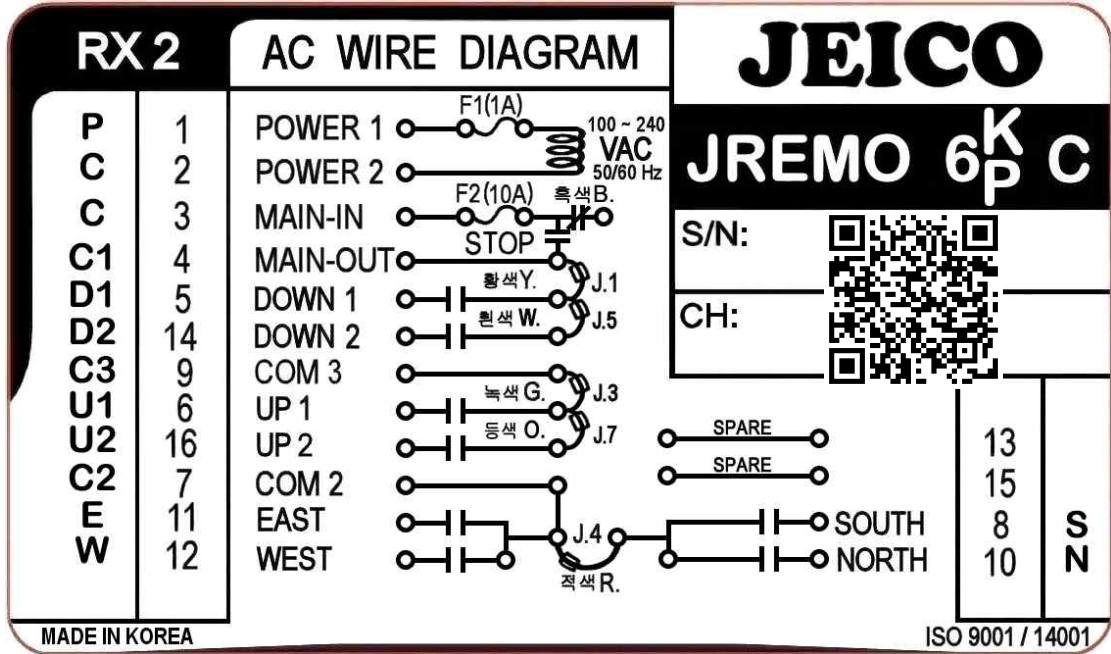 RX 2
AC WIRE DIAGRAM
JEICO
JREMO 6 K P C
S/N:
CH:
P 1 POWER 1 F1(1A) 100 ~ 240
VAC
50/60 Hz
C 2 POWER 2
C 3 MAIN-IN F2(10A) 흑색B.
STOP
C1 4 MAIN-OUT
D1 5 DOWN 1 황색Y. J.1
D2 14 DOWN 2 흰색 W. J.5
C3 9 COM 3
U1 6 UP 1 녹색 G. J.3
U2 16 UP 2 등색 O. J.7 SPARE 13
C2 7 COM 2 SPARE 15
E 11 EAST J.4 SOUTH 8 S
W 12 WEST 적색 R. NORTH 10 N
MADE IN KOREA
ISO 9001 / 14001